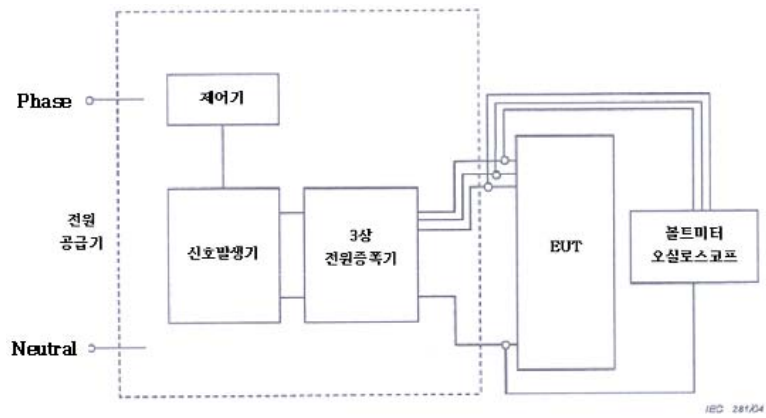 Phase
제어기
전원
공급기
신호발생기
3상
전원증폭기
EUT
볼트미터
오실로스코프
Neutral
IEC 281/04